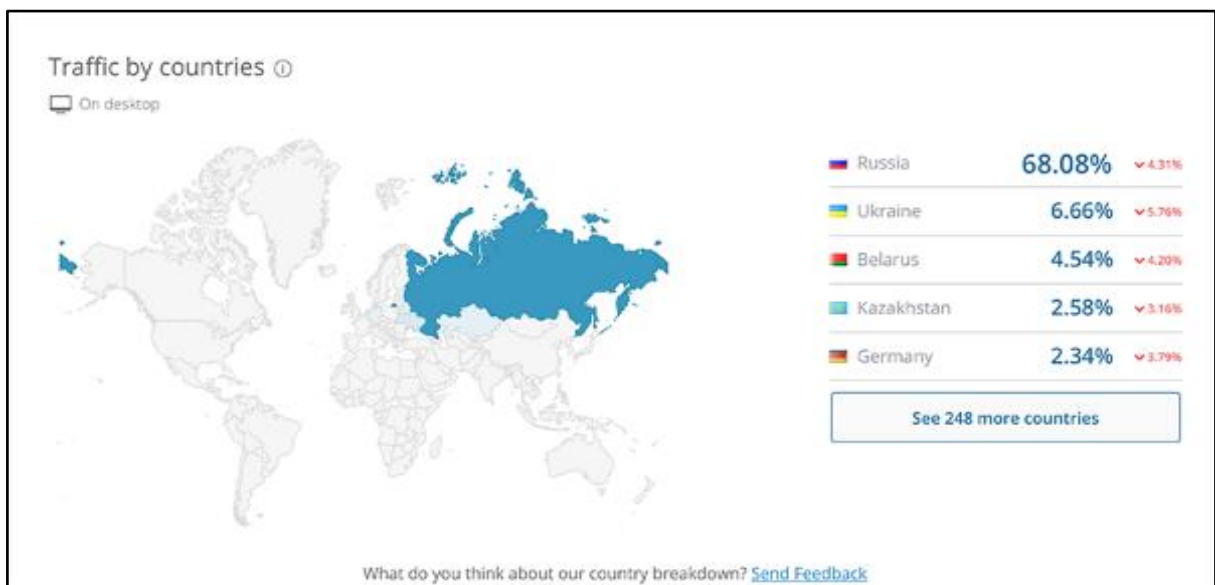 Traffic by countries
On desktop
Russia 68.08% 4.31%
Ukraine 6.66% 5.76%
Belarus 4.54% 4.20%
Kazakhstan 2.58% 3.16%
Germany 2.34% 3.79%
See 248 more countries
What do you think about our country breakdown? Send Feedback